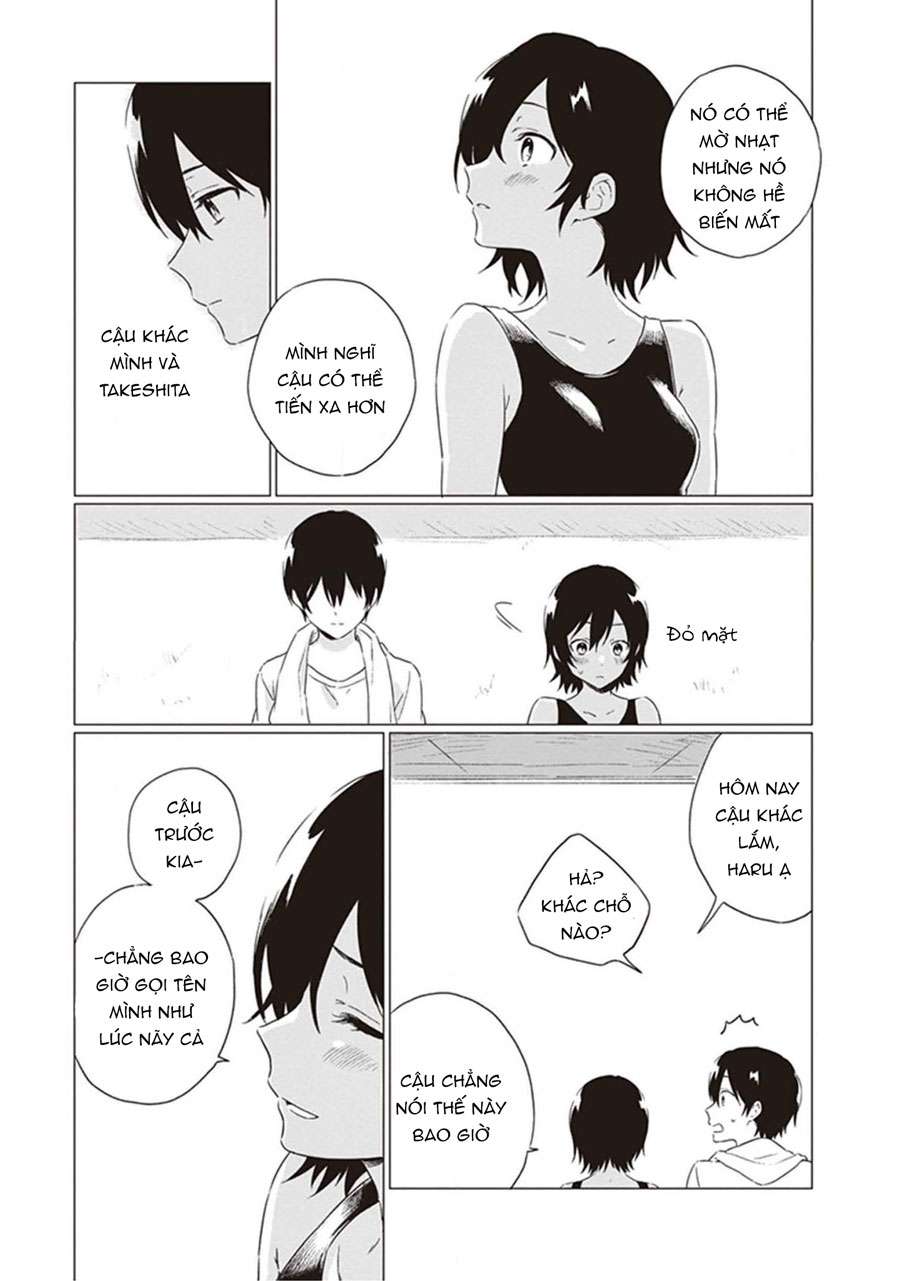 NÓ CÓ THỂ
MỜ NHẠT
NHƯNG NÓ
KHÔNG HỀ
BIẾN MẤT
MÌNH NGHĨ
CẬU CÓ THỂ
TIẾN XA HƠN
CẬU KHÁC
MÌNH VÀ
TAKESHITA
Đỏ mặt
HÔM NAY
CẬU KHÁC
LẮM,
HARU Ạ
HẢ?
KHÁC CHỖ
NÀO?
CẬU CHẲNG
NÓI THẾ NÀY
BAO GIỜ
CẬU
TRƯỚC
KIA-
-CHẲNG BAO
GIỜ GỌI TÊN
MÌNH NHƯ
LÚC NÃY CẢ